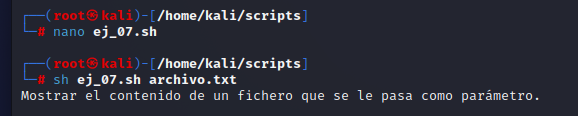 ┌──(root㉿kali)-[/home/kali/scripts]
└─# nano ej_07.sh
┌──(root㉿kali)-[/home/kali/scripts]
└─# sh ej_07.sh archivo.txt
Mostrar el contenido de un fichero que se le pasa como parámetro.